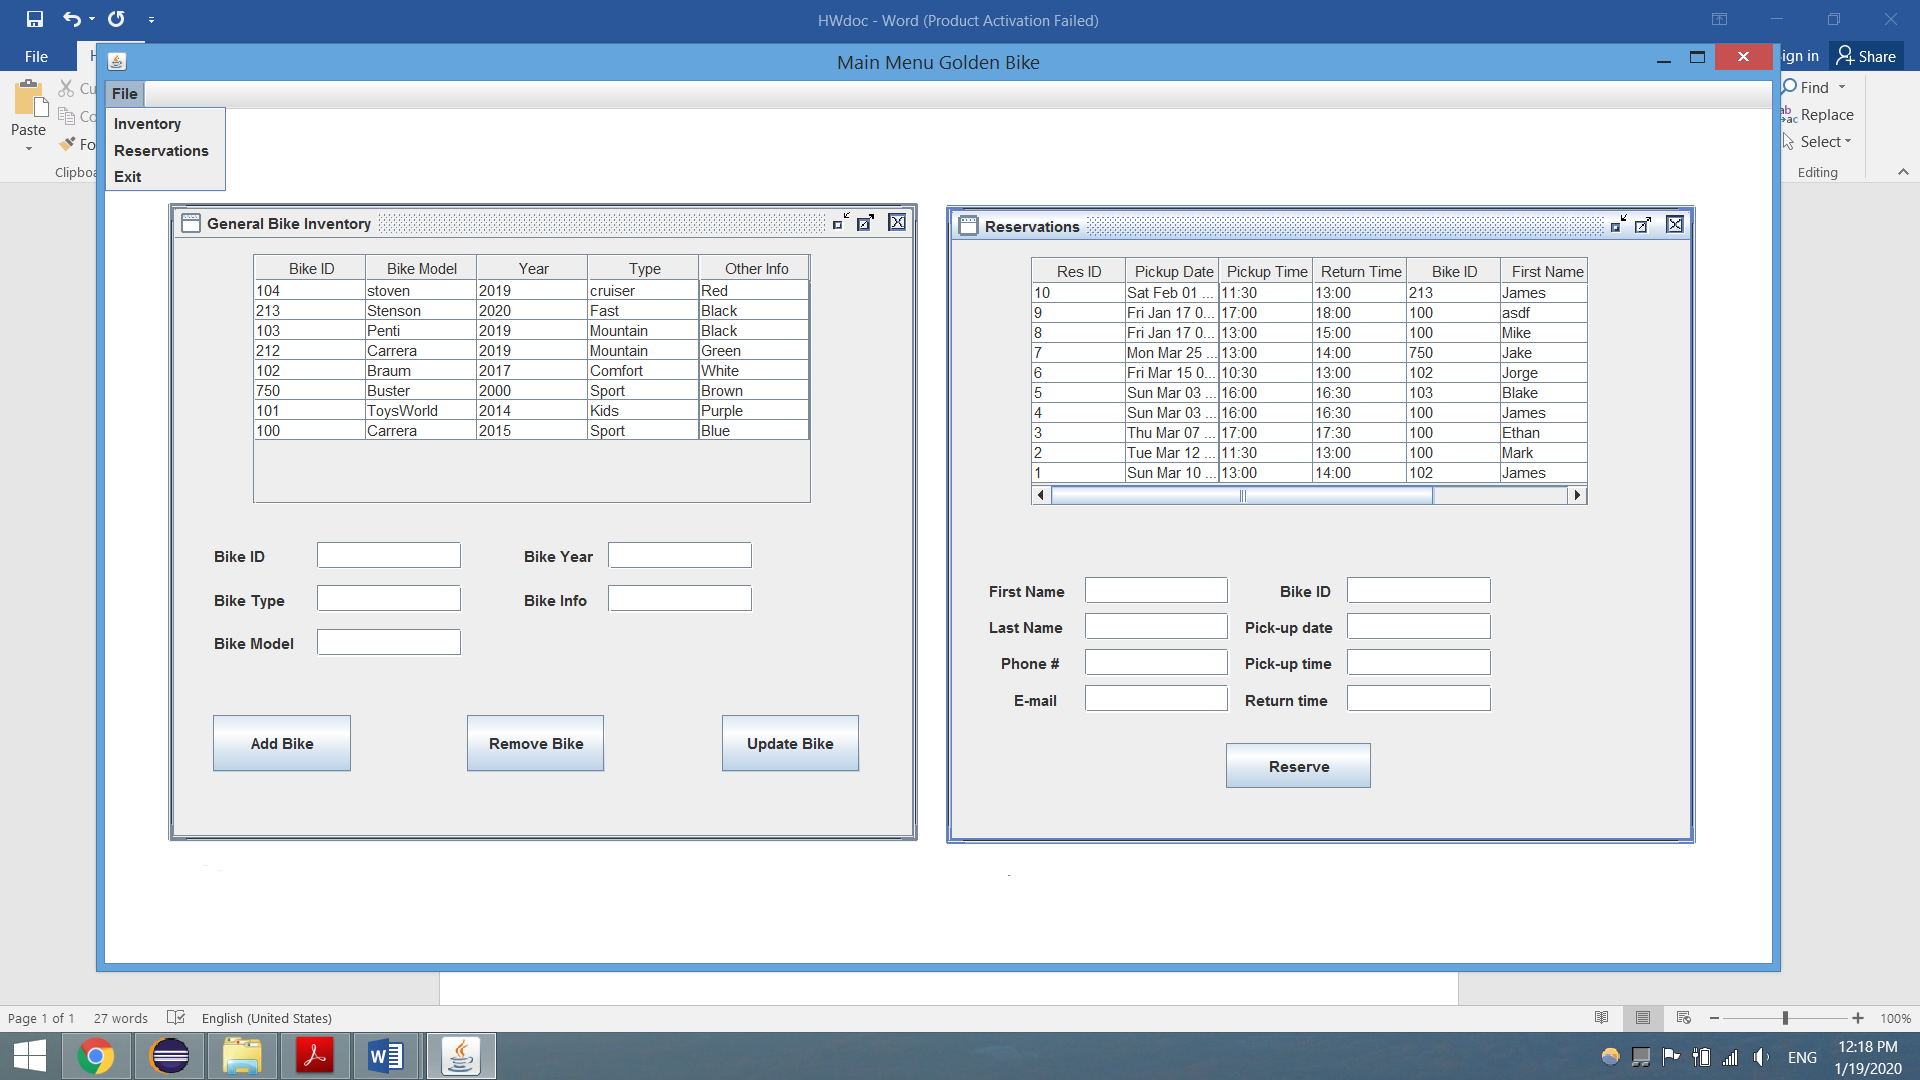 HWdoc - Word (Product Activation Failed)
File
Share
Main Menu Golden Bike
File
Inventory
Reservations
Exit
Paste
Find
Replace
Select
Editing
General Bike Inventory
Bike ID Bike Model Year Type Other Info
104 stoven 2019 cruiser Red
213 Stenson 2020 Fast Black
103 Penti 2019 Mountain Black
212 Carrera 2019 Mountain Green
102 Braum 2017 Comfort White
750 Buster 2000 Sport Brown
101 ToysWorld 2014 Kids Purple
100 Carrera 2015 Sport Blue
Bike ID
Bike Year
Bike Type
Bike Info
Bike Model
Add Bike
Remove Bike
Update Bike
Reservations
Res ID Pickup Date Pickup Time Return Time Bike ID First Name
10 Sat Feb 01 ... 11:30 13:00 213 James
9 Fri Jan 17 0... 17:00 18:00 100 asdf
8 Fri Jan 17 0... 13:00 15:00 100 Mike
7 Mon Mar 25 ... 13:00 14:00 750 Jake
6 Fri Mar 15 0... 10:30 13:00 102 Jorge
5 Sun Mar 03 ... 16:00 16:30 103 Blake
4 Sun Mar 03 ... 16:00 16:30 100 James
3 Thu Mar 07 ... 17:00 17:30 100 Ethan
2 Tue Mar 12 ... 11:30 13:00 100 Mark
1 Sun Mar 10 ... 13:00 14:00 102 James
First Name
Bike ID
Last Name
Pick-up date
Phone #
Pick-up time
E-mail
Return time
Reserve
Page 1 of 1 27 words English (United States)
100%
ENG
12:18 PM
1/19/2020